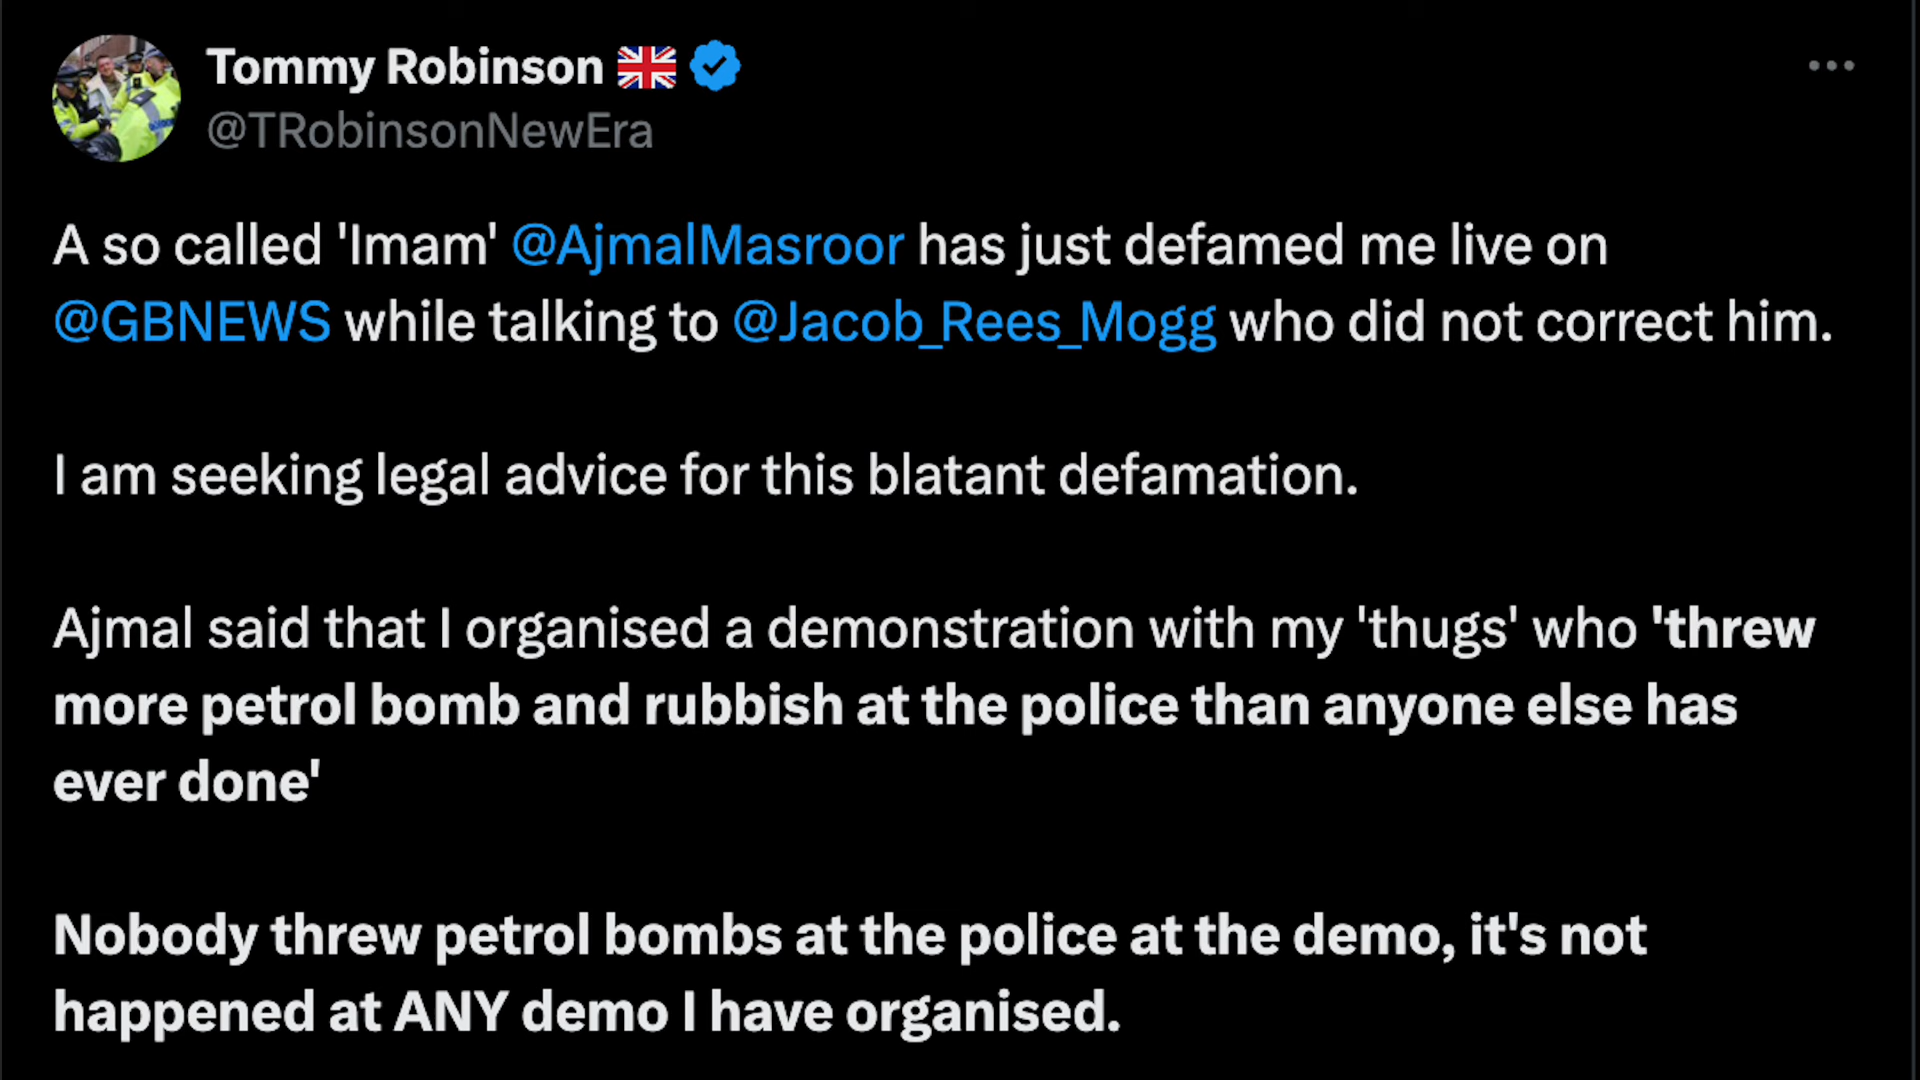 Tommy Robinson 🇬🇧
@TRobinsonNewEra
A so called 'Imam' @AjmalMasroor has just defamed me live on
@GBNEWS while talking to @Jacob_Rees_Mogg who did not correct him.
I am seeking legal advice for this blatant defamation.
Ajmal said that I organised a demonstration with my 'thugs' who 'threw
more petrol bomb and rubbish at the police than anyone else has
ever done'
Nobody threw petrol bombs at the police at the demo, it's not
happened at ANY demo I have organised.